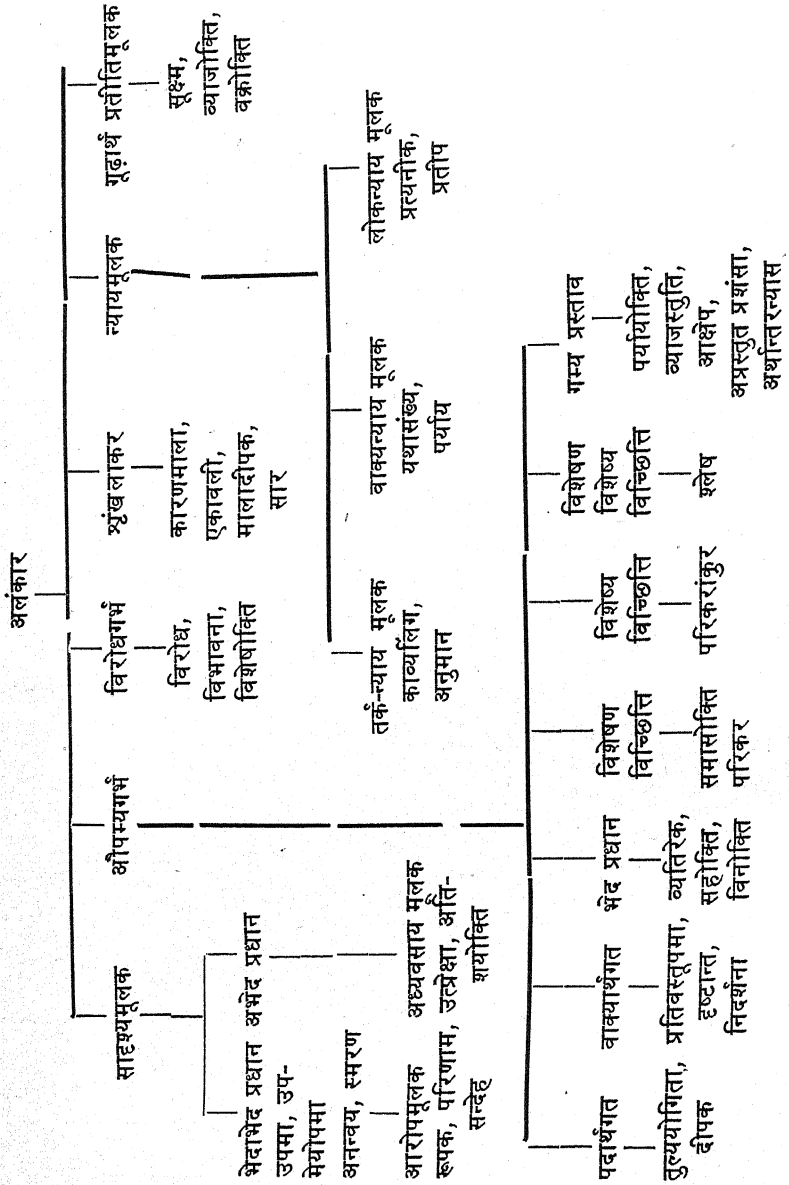 अलंकार
सादृश्यमूलक
औपम्यगर्भ
विरोधगर्भ
श्रृंखलाकर
न्यायमूलक
गूढ़ार्थ प्रतीतिमूलक
विरोध,
विभावना,
विशेषोक्ति
कारणमाला,
एकावली,
मालादीपक,
सार
सूक्ष्म,
व्याजोक्ति,
वक्रोक्ति
भेदाभेद प्रधान
उपमा, उप-
मेयोपमा
अनन्वय, स्मरण
अभेद प्रधान
आरोपमूलक
रूपक, परिणाम,
सन्देह
अध्यवसाय मूलक
उत्प्रेक्षा, अति-
शयोक्ति
तर्क-न्याय मूलक
काव्यलिंग,
अनुमान
वाक्यन्याय मूलक
यथासंख्य,
पर्याय
लोकन्याय मूलक
प्रत्यनीक,
प्रतीप
पदार्थगत
तुल्ययोगिता,
दीपक
वाक्यार्थगत
प्रतिवस्तूपमा,
दृष्टान्त,
निदर्शना
भेद प्रधान
व्यतिरेक,
सहोक्ति,
विनोक्ति
विशेषण
विच्छित्ति
समासोक्ति
परिकर
विशेष्य
विच्छित्ति
परिकरांकुर
विशेषण
विशेष्य
विच्छित्ति
श्लेष
गम्य प्रस्ताव
पर्यायोक्ति,
व्याजस्तुति,
आक्षेप,
अप्रस्तुत प्रशंसा,
अर्थान्तरन्यास